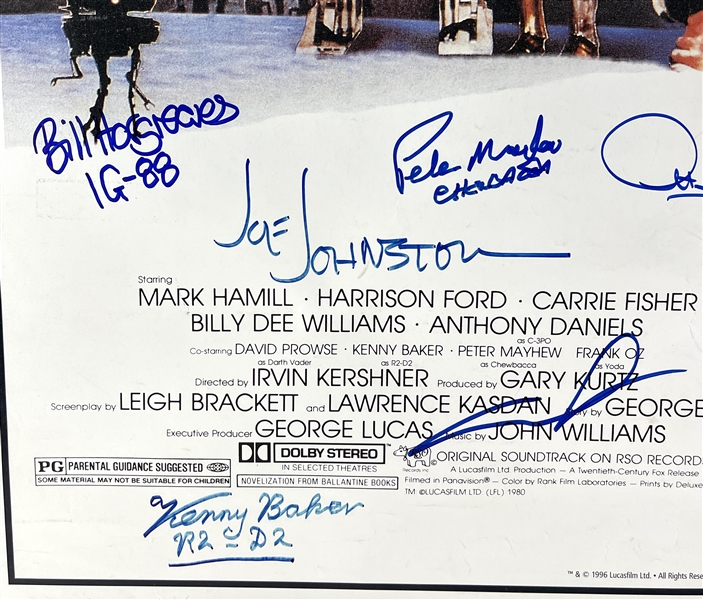 Bill Hargreaves
IG-88
Peter Mayhew
CHEWBACCA
Joe JOHNSTON
Starring
MARK HAMILL · HARRISON FORD · CARRIE FISHER
BILLY DEE WILLIAMS · ANTHONY DANIELS
as C-3PO
Co-starring DAVID PROWSE · KENNY BAKER · PETER MAYHEW FRANK OZ
as Darth Vader as R2-D2 as Chewbacca as Yoda
Directed by IRVIN KERSHNER Produced by GARY KURTZ
Screenplay by LEIGH BRACKETT and LAWRENCE KASDAN Story by GEORGE
Executive Producer GEORGE LUCAS Music by JOHN WILLIAMS
PG PARENTAL GUIDANCE SUGGESTED
SOME MATERIAL MAY NOT BE SUITABLE FOR CHILDREN
DOLBY STEREO
IN SELECTED THEATRES
NOVELIZATION FROM BALLANTINE BOOKS
RSO
Records, Inc.
ORIGINAL SOUNDTRACK ON RSO RECORD
A Lucasfilm Ltd. Production — A Twentieth-Century Fox Release
Filmed in Panavision® – Color by Rank Film Laboratories – Prints by Deluxe
TM ©LUCASFILM LTD. (LFL) 1980
Kenny Baker
R2-D2
™ & © 1996 Lucasfilm Ltd. • All Rights Rese